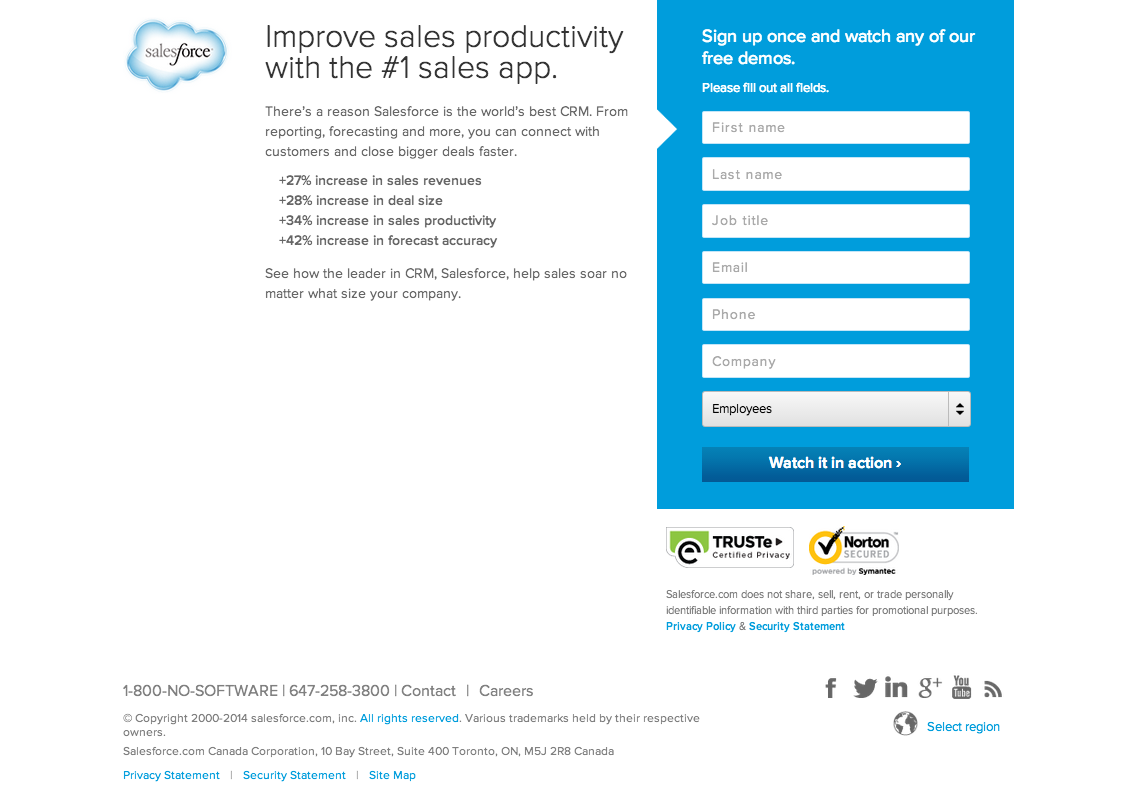 salesforce
Improve sales productivity
with the #1 sales app.
There's a reason Salesforce is the world's best CRM. From
reporting, forecasting and more, you can connect with
customers and close bigger deals faster.
+27% increase in sales revenues
+28% increase in deal size
+34% increase in sales productivity
+42% increase in forecast accuracy
See how the leader in CRM, Salesforce, help sales soar no
matter what size your company.
Sign up once and watch any of our
free demos.
Please fill out all fields.
First name
Last name
Job title
Email
Phone
Company
Employees
Watch it in action ›
TRUSTe
Certified Privacy
Norton
SECURED
powered by Symantec
Salesforce.com does not share, sell, rent, or trade personally
identifiable information with third parties for promotional purposes.
Privacy Policy & Security Statement
1-800-NO-SOFTWARE | 647-258-3800 | Contact | Careers
© Copyright 2000-2014 salesforce.com, inc. All rights reserved. Various trademarks held by their respective
owners.
Salesforce.com Canada Corporation, 10 Bay Street, Suite 400 Toronto, ON, M5J 2R8 Canada
Privacy Statement | Security Statement | Site Map
f in g+ You Tube
Select region